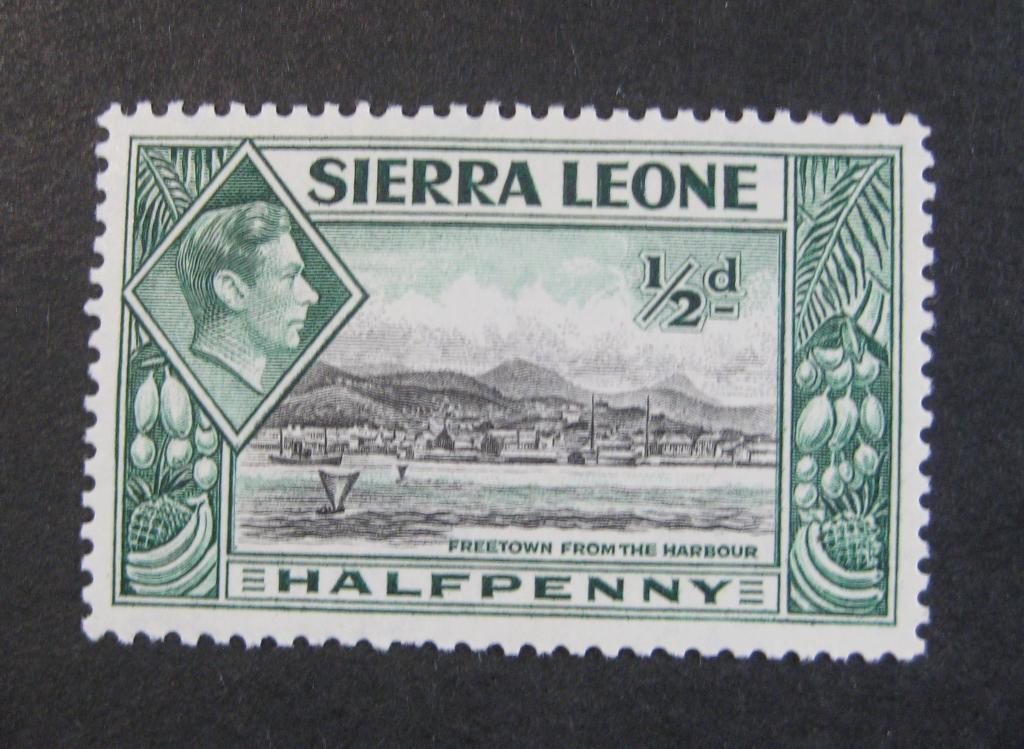 SIERRA LEONE
1/2d
FREETOWN FROM THE HARBOUR
HALFPENNY